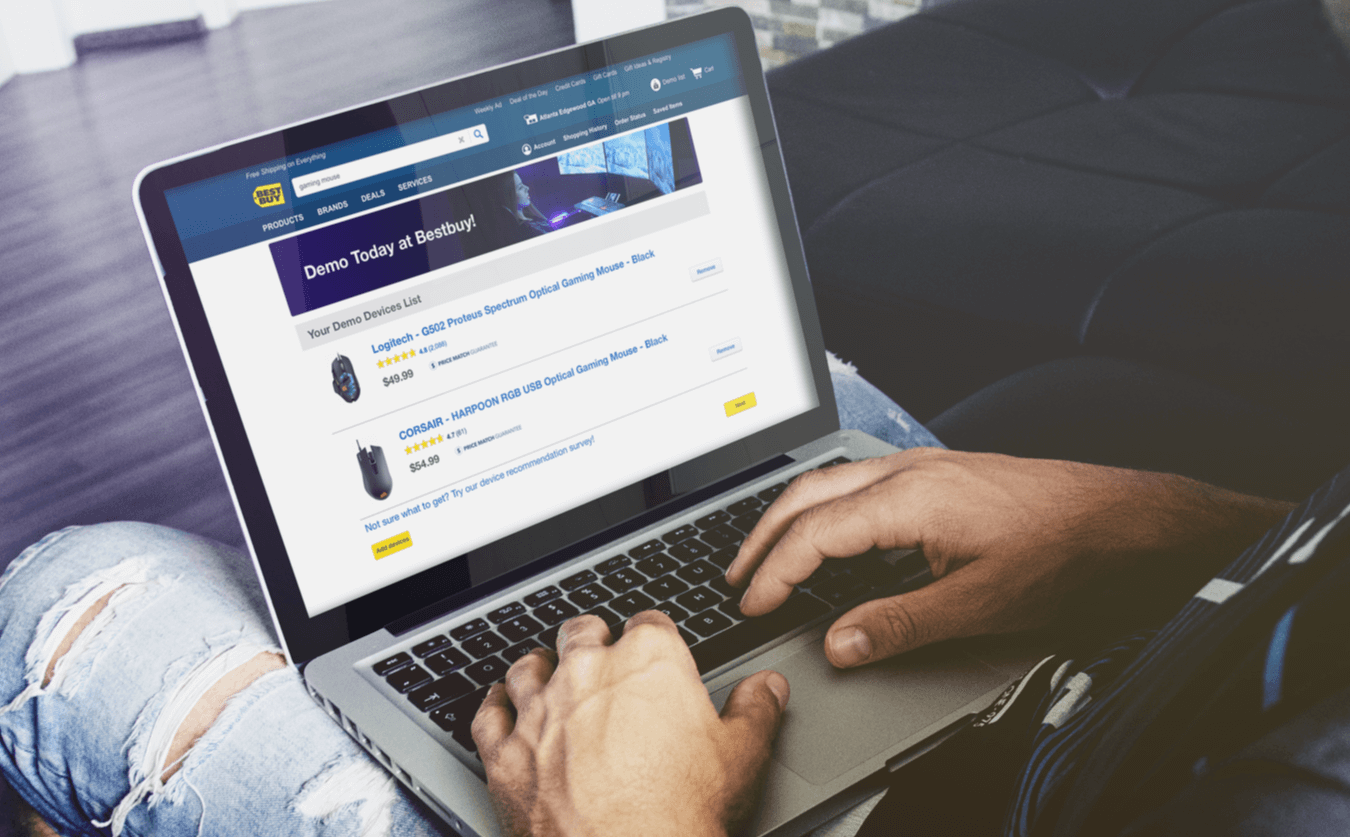 Weekly Ad Deal of the Day Credit Cards Gift Cards Gift Ideas & Registry
Free Shipping on Everything
Atlanta Edgewood GA Open till 9 pm
Demo list
Cart
BEST
BUY
gaming mouse
PRODUCTS BRANDS DEALS SERVICES
Account Shopping History Order Status Saved Items
Demo Today at Bestbuy!
Your Demo Devices List
Logitech - G502 Proteus Spectrum Optical Gaming Mouse - Black
Remove
4.8 (2,098)
$49.99
$ PRICE MATCH GUARANTEE
CORSAIR - HARPOON RGB USB Optical Gaming Mouse - Black
Remove
4.7 (61)
$54.99
$ PRICE MATCH GUARANTEE
Next
Not sure what to get? Try our device recommendation survey!
Add devices